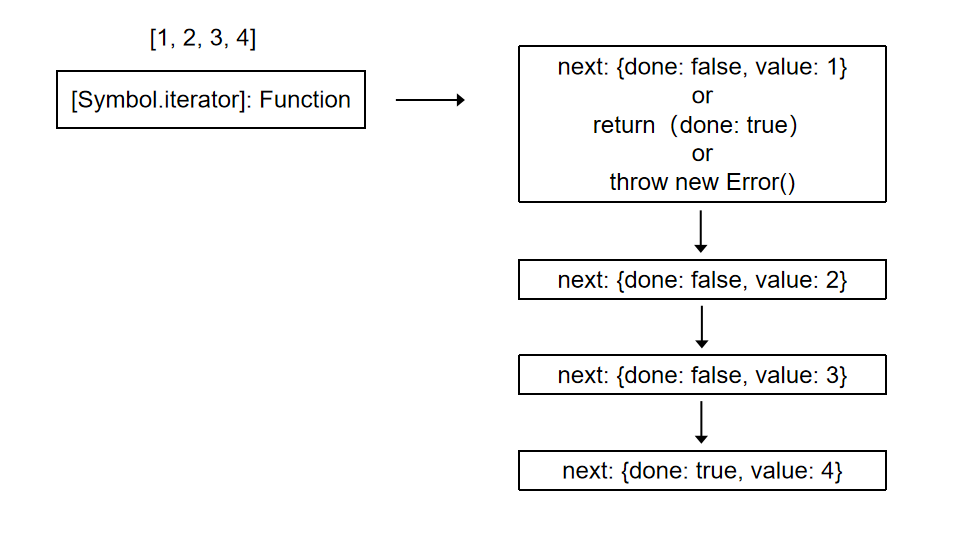 [1, 2, 3, 4]
[Symbol.iterator]: Function
next: {done: false, value: 1}
or
return（done: true）
or
throw new Error()
next: {done: false, value: 2}
next: {done: false, value: 3}
next: {done: true, value: 4}